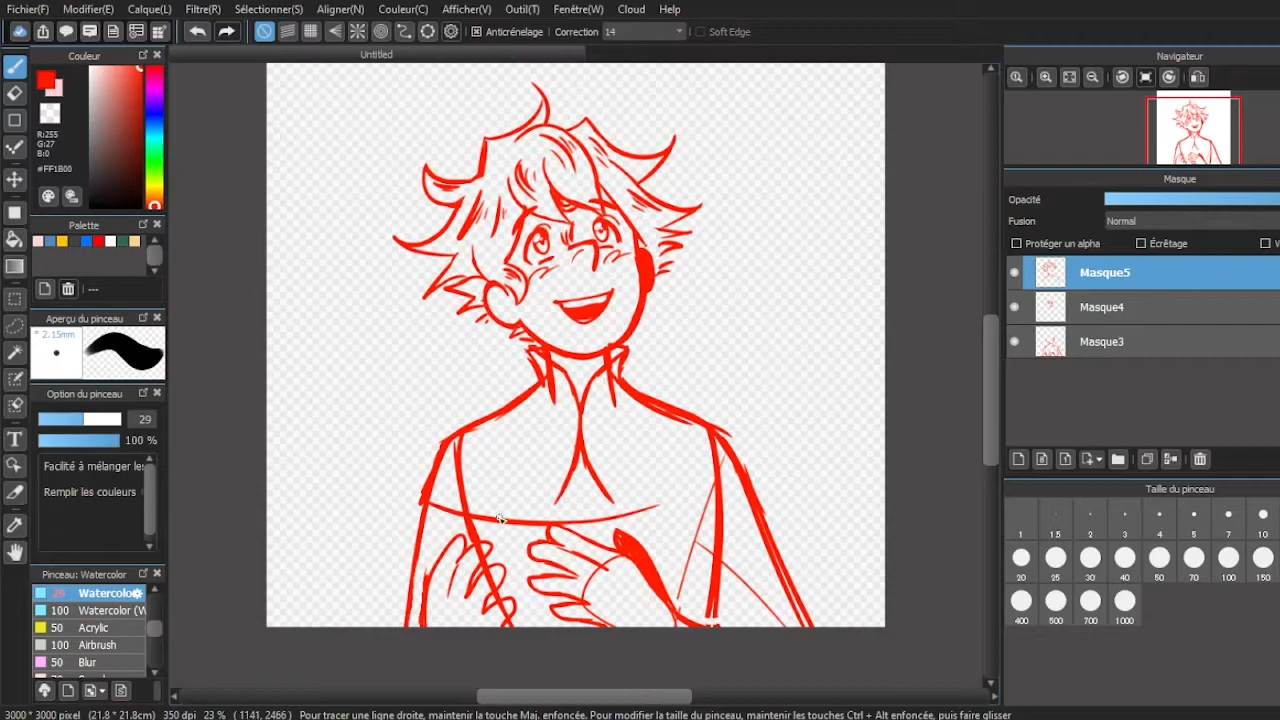 Fichier(F) Modifier(E) Calque(L) Filtre(R) Sélectionner(S) Aligner(N) Couleur(C) Afficher(V) Outil(T) Fenêtre(W) Cloud Help
Anticrénelage Correction 14 Soft Edge
Untitled
Couleur
R:255
G:27
B:0
#FF1B00
Palette
---
Aperçu du pinceau
* 2.15mm
Option du pinceau
29
100 %
Facilité à mélanger les
Remplir les couleurs
Pinceau: Watercolor
29 Watercolo
100 Watercolor (W
50 Acrylic
100 Airbrush
50 Blur
Navigateur
Masque
Opacité
Fusion Normal
Protéger un alpha Écrêtage
Masque5
Masque4
Masque3
Taille du pinceau
1 1.5 2 3 4 5 7 10
20 25 30 40 50 70 100 150
400 500 700 1000
3000 * 3000 pixel (21.8 * 21.8cm) 350 dpi 23 % ( 1141, 2466 ) Pour tracer une ligne droite, maintenir la touche Maj. enfoncée. Pour modifier la taille du pinceau, maintenir les touches Ctrl + Alt enfoncée, puis faire glisser